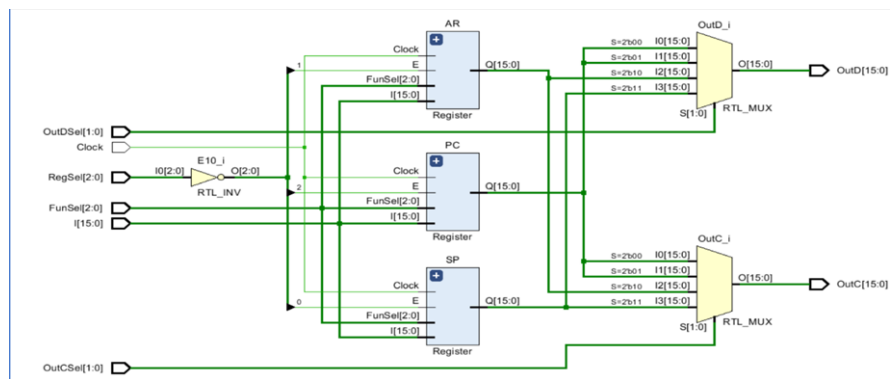 AR
OutD_i
Clock
1
E
Q[15:0]
FunSel[2:0]
I[15:0]
Register
S=2'b00 I0[15:0]
S=2'b01 I1[15:0]
S=2'b10 I2[15:0]
S=2'b11 I3[15:0]
O[15:0]
OutD[15:0]
S[1:0]
RTL_MUX
OutDSel[1:0]
Clock
E10_i
RegSel[2:0]
I0[2:0]
O[2:0]
RTL_INV
FunSel[2:0]
I[15:0]
PC
Clock
2
E
Q[15:0]
FunSel[2:0]
I[15:0]
Register
SP
Clock
0
E
Q[15:0]
FunSel[2:0]
I[15:0]
Register
OutC_i
S=2'b00 I0[15:0]
S=2'b01 I1[15:0]
S=2'b10 I2[15:0]
S=2'b11 I3[15:0]
O[15:0]
OutC[15:0]
S[1:0]
RTL_MUX
OutCSel[1:0]